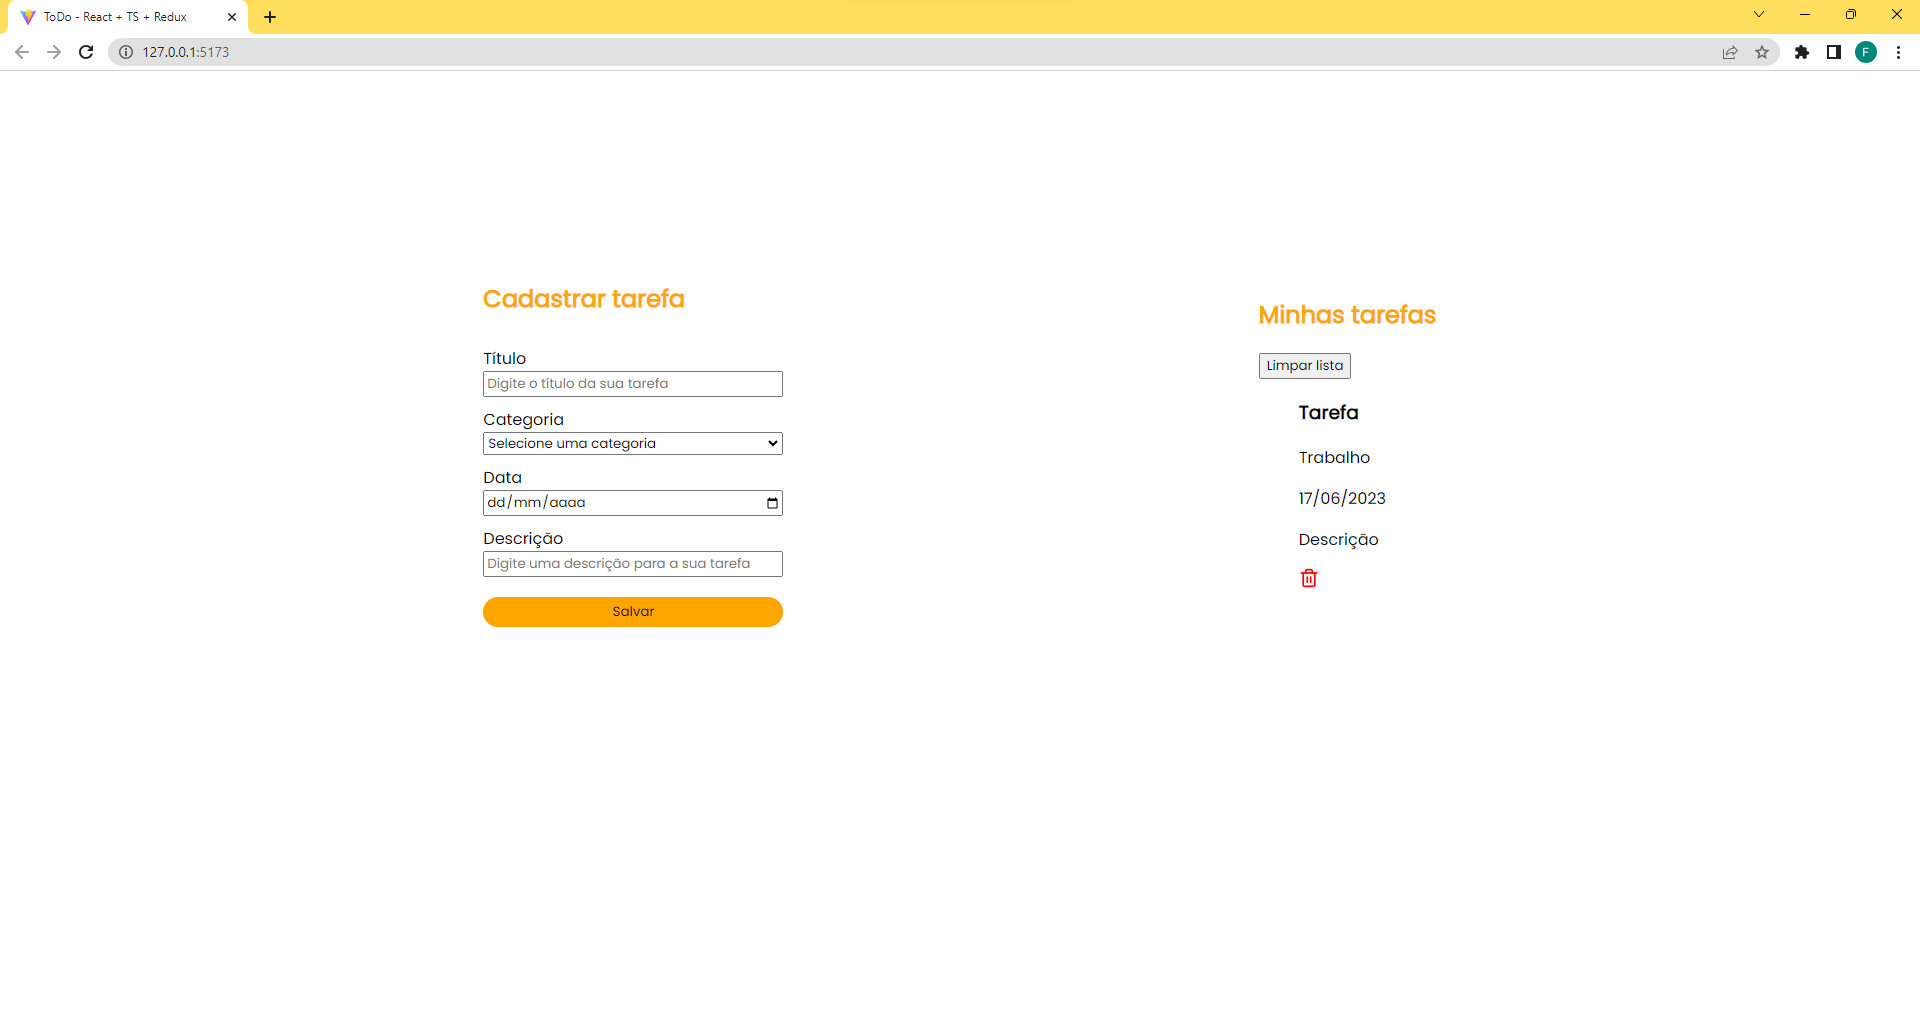 ToDo - React + TS + Redux
127.0.0.1:5173
F
Cadastrar tarefa
Título
Digite o título da sua tarefa
Categoria
Selecione uma categoria
Data
dd/mm/aaaa
Descrição
Digite uma descrição para a sua tarefa
Salvar
Minhas tarefas
Limpar lista
Tarefa
Trabalho
17/06/2023
Descrição